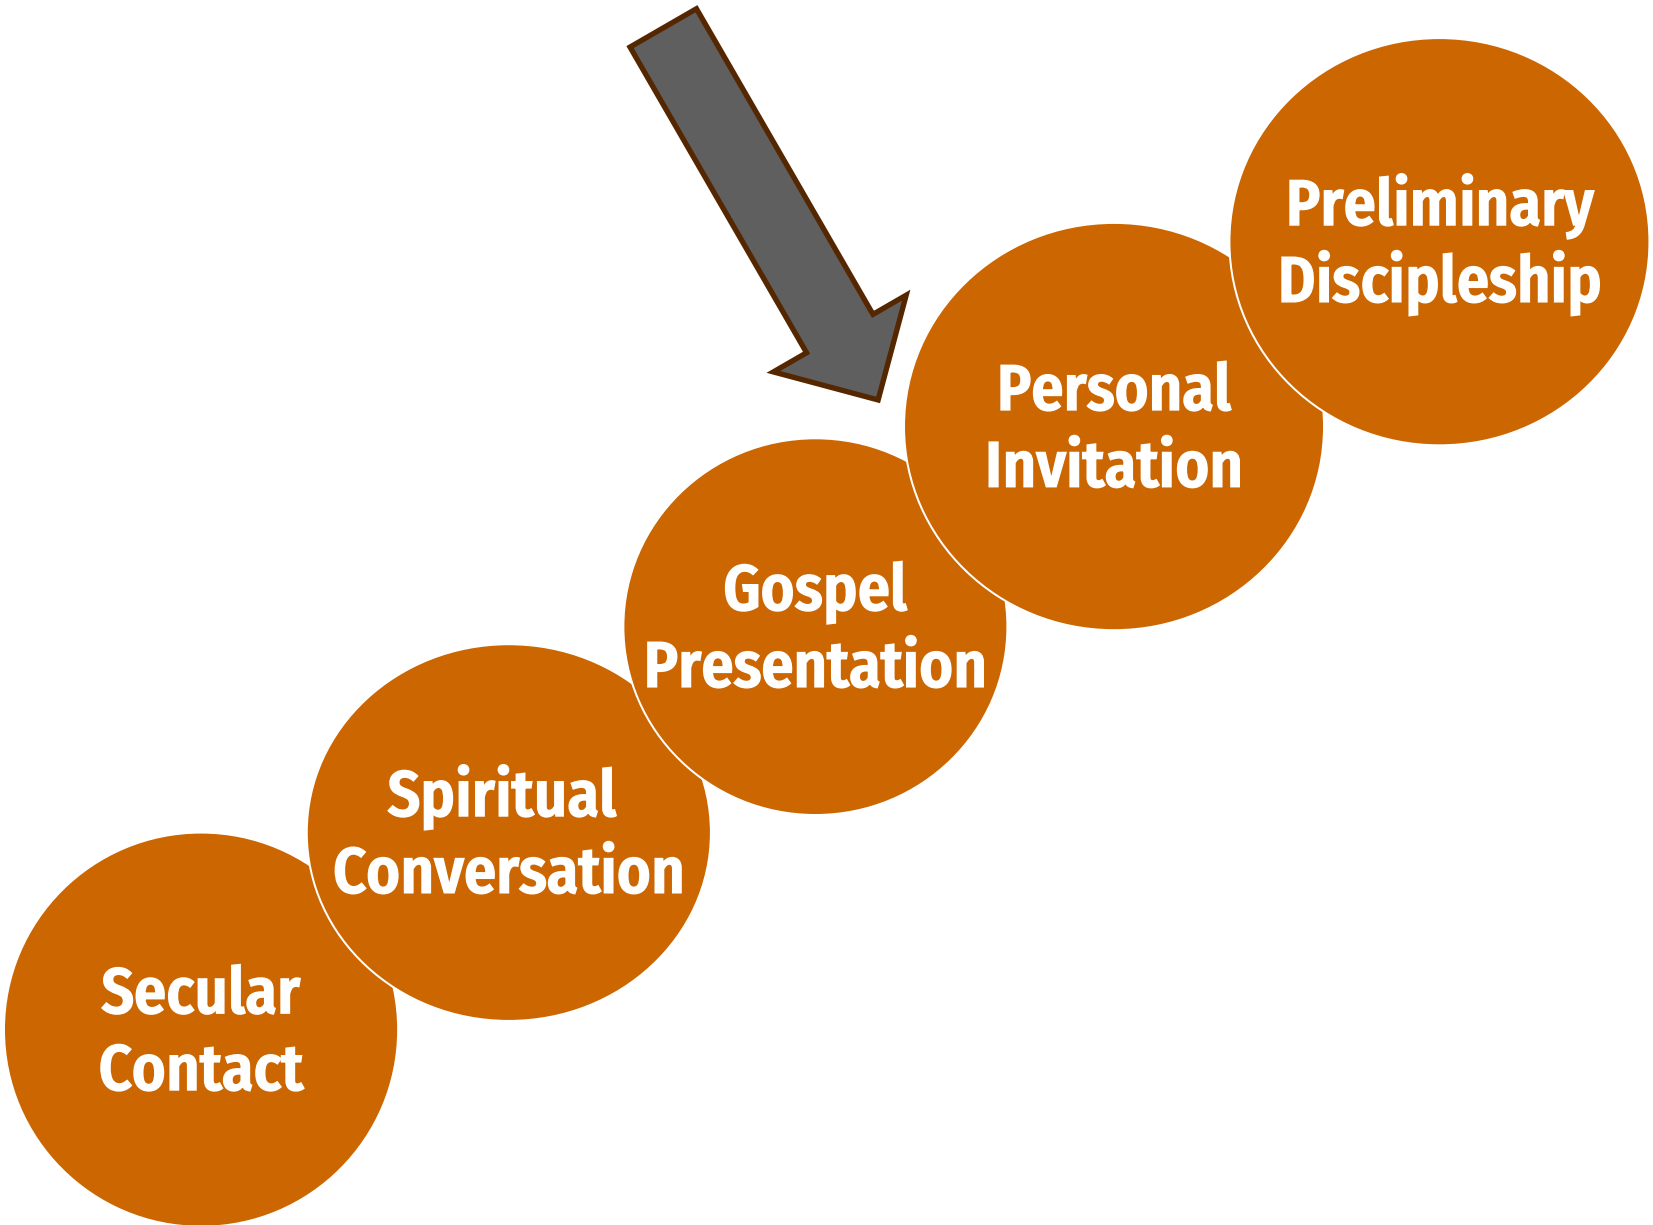 Preliminary
Discipleship
Personal
Invitation
Gospel
Presentation
Spiritual
Conversation
Secular
Contact